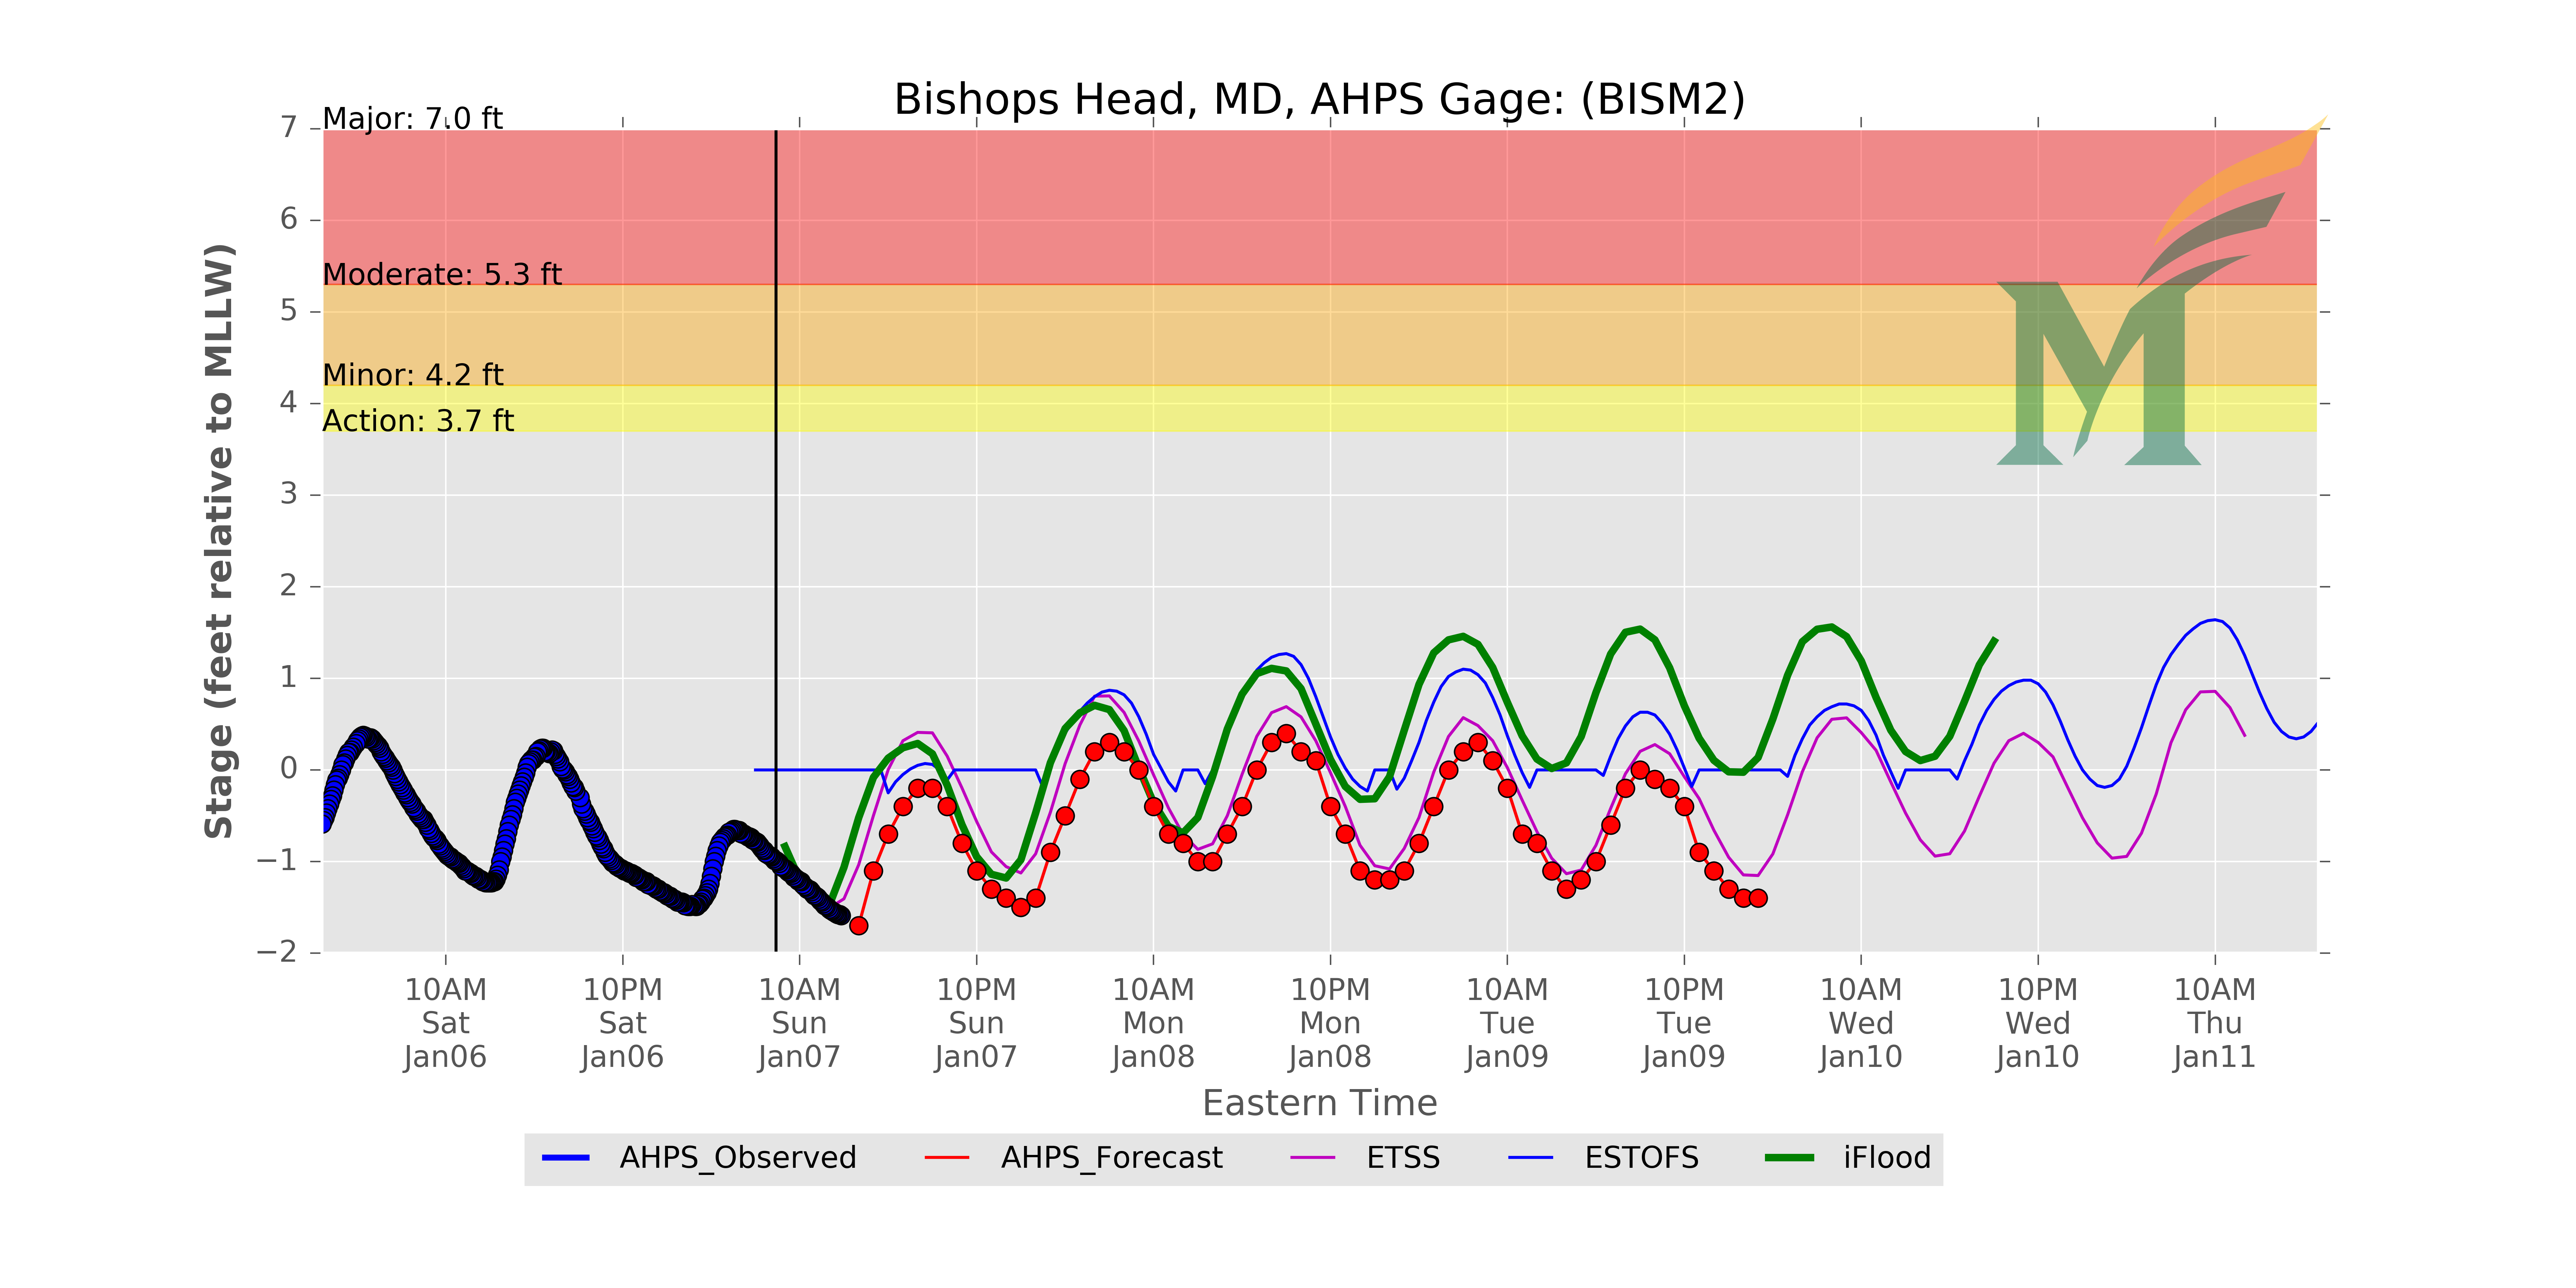 Bishops Head, MD, AHPS Gage: (BISM2)
Major: 7.0 ft
Moderate: 5.3 ft
Minor: 4.2 ft
Action: 3.7 ft
7
6
5
4
3
2
1
0
−1
−2
Stage (feet relative to MLLW)
10AM 10PM 10AM 10PM 10AM 10PM 10AM 10PM 10AM 10PM 10AM
Sat Sat Sun Sun Mon Mon Tue Tue Wed Wed Thu
Jan06 Jan06 Jan07 Jan07 Jan08 Jan08 Jan09 Jan09 Jan10 Jan10 Jan11
Eastern Time
AHPS_Observed AHPS_Forecast ETSS ESTOFS iFlood
M